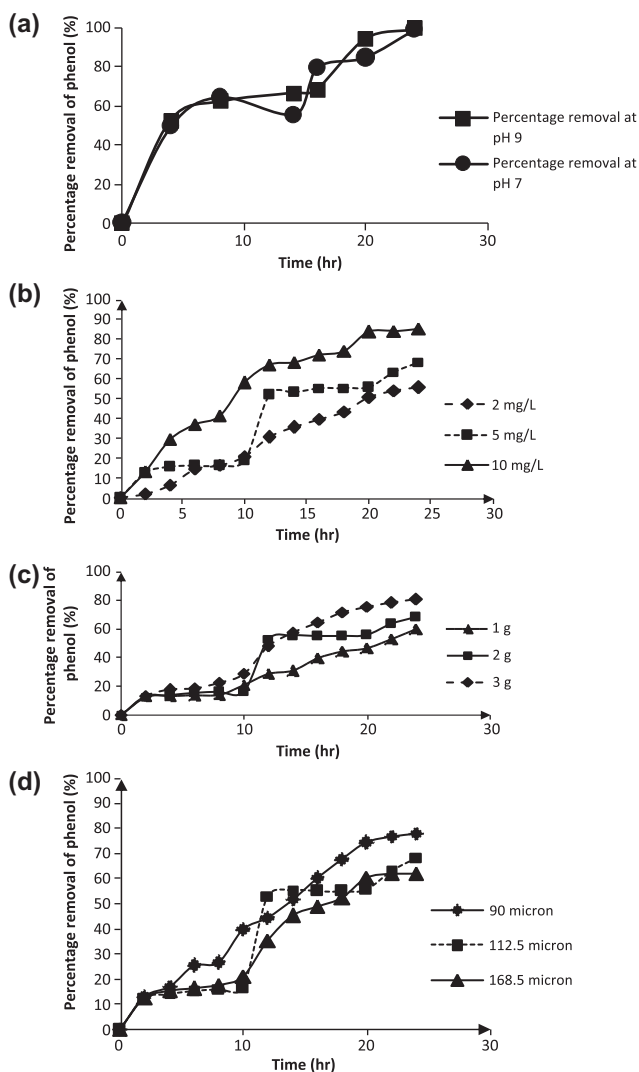 (a)
Percentage removal of phenol (%)
100
80
60
40
20
0
0 10 20 30
Time (hr)
Percentage removal at
pH 9
Percentage removal at
pH 7
(b)
Percentage removal of phenol (%)
100
90
80
70
60
50
40
30
20
10
0
0 5 10 15 20 25 30
Time (hr)
2 mg/L
5 mg/L
10 mg/L
(c)
Percentage removal of
phenol (%)
100
80
60
40
20
0
0 10 20 30
Time (hr)
1 g
2 g
3 g
(d)
Percentage removal of phenol (%)
100
90
80
70
60
50
40
30
20
10
0
0 10 20 30
Time (hr)
90 micron
112.5 micron
168.5 micron